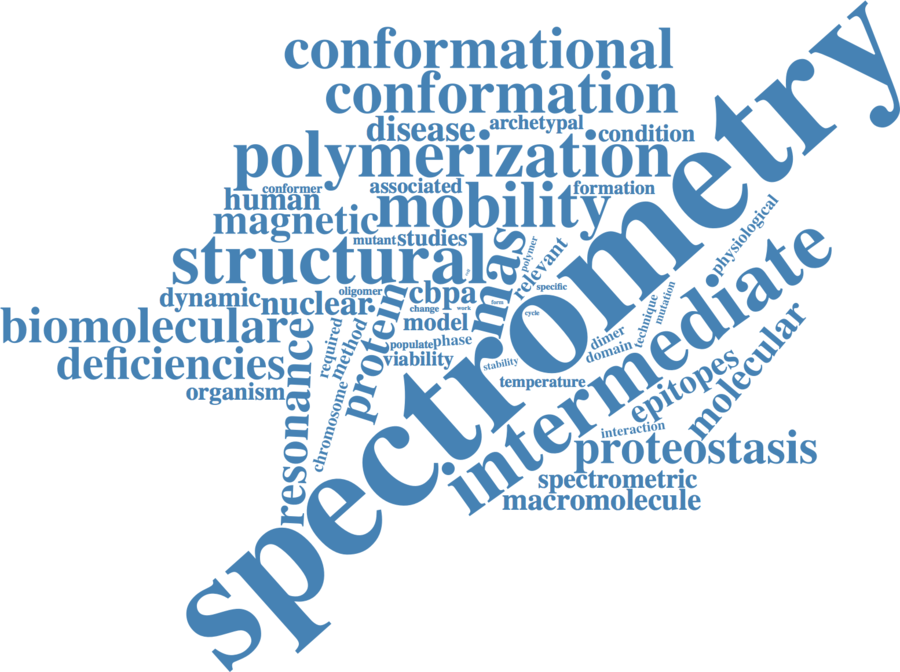 conformational
conformation
disease
archetypal
condition
polymerization
conformer
associated
formation
human
mobility
magnetic
mutant
studies
structural
mas
polymer
relevant
physiological
spectrometry
intermediate
dynamic
nuclear
oligomer
cbpa
form
specific
change
work
cycle
biomoleculare
protein
model
technique
mutation
deficiencies
required
method
populate
phase
viability
stability
dimer
domain
molecular
organism
resonance
chromosome
temperature
epitopes
interaction
proteostasis
spectrometric
macromolecule